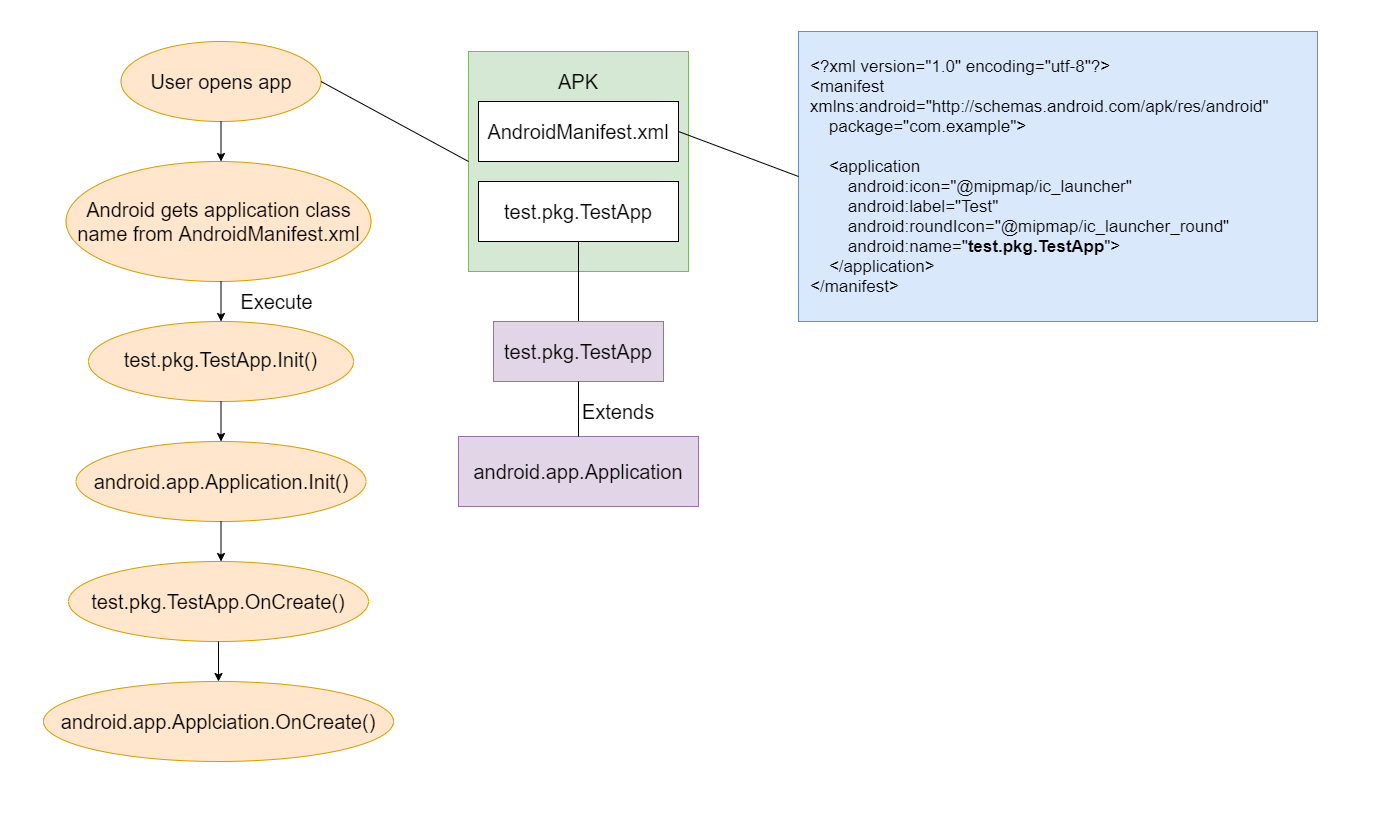 User opens app
Android gets application class
name from AndroidManifest.xml
Execute
test.pkg.TestApp.Init()
android.app.Application.Init()
test.pkg.TestApp.OnCreate()
android.app.Applciation.OnCreate()
APK
AndroidManifest.xml
test.pkg.TestApp
test.pkg.TestApp
Extends
android.app.Application
<?xml version="1.0" encoding="utf-8"?>
<manifest
xmlns:android="http://schemas.android.com/apk/res/android"
package="com.example">
<application
android:icon="@mipmap/ic_launcher"
android:label="Test"
android:roundIcon="@mipmap/ic_launcher_round"
android:name="test.pkg.TestApp">
</application>
</manifest>